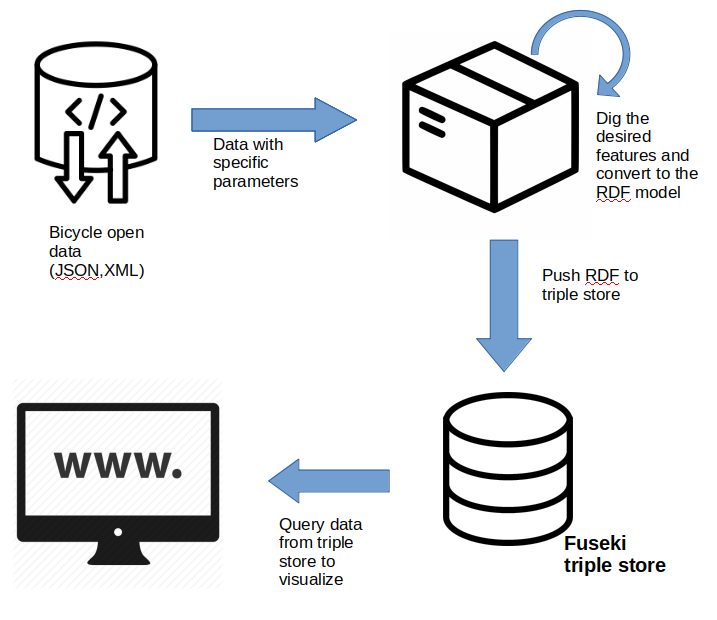 Bicycle open
data
(JSON,XML)
</>
Data with
specific
parameters
Dig the
desired
features and
convert to the
RDF model
Push RDF to
triple store
Fuseki
triple store
Query data
from triple
store to
visualize
www.